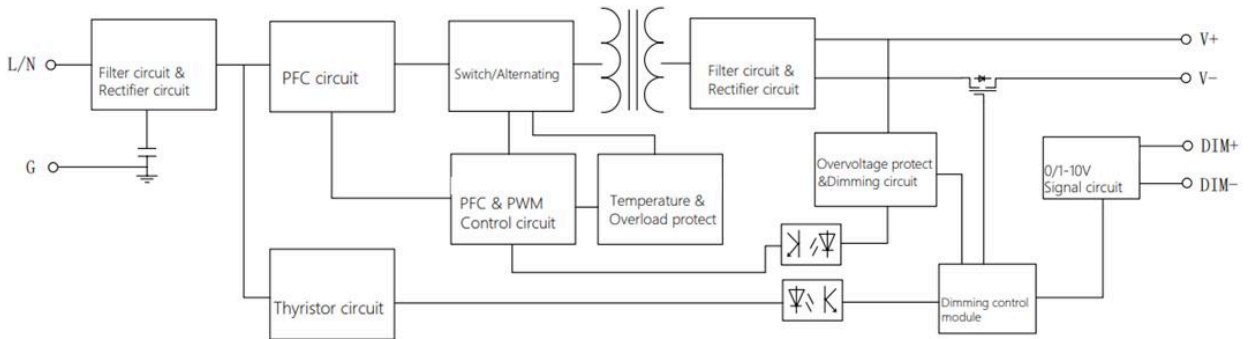 L/N
Filter circuit &
Rectifier circuit
PFC circuit
Switch/Alternating
Filter circuit &
Rectifier circuit
V+
V-
G
PFC & PWM
Control circuit
Temperature &
Overload protect
Overvoltage protect
&Dimming circuit
0/1-10V
Signal circuit
DIM+
DIM-
Thyristor circuit
Dimming control
module